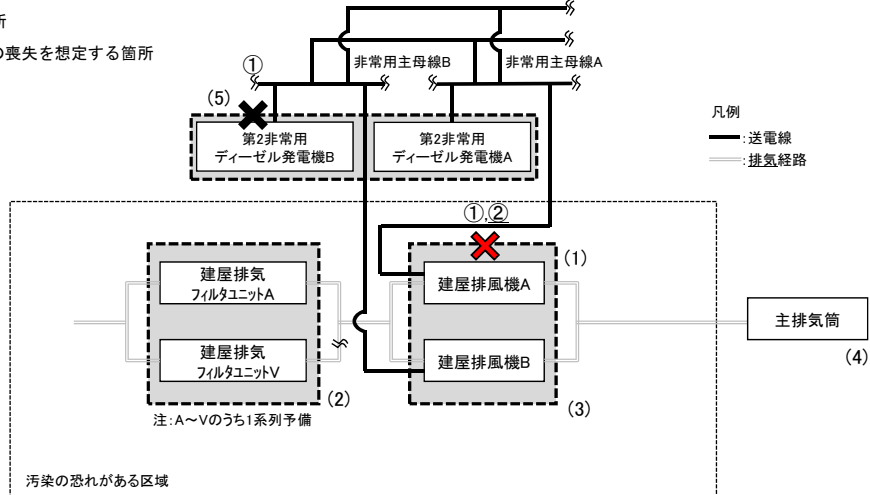 所
の喪失を想定する箇所
①
非常用主母線B
非常用主母線A
(5)
第2非常用
ディーゼル発電機B
第2非常用
ディーゼル発電機A
凡例
:送電線
:排気経路
①,②
(1)
建屋排気
フィルタユニットA
建屋排風機A
主排気筒
(4)
建屋排気
フィルタユニットV
建屋排風機B
(2)
(3)
注:A～Vのうち1系列予備
汚染の恐れがある区域